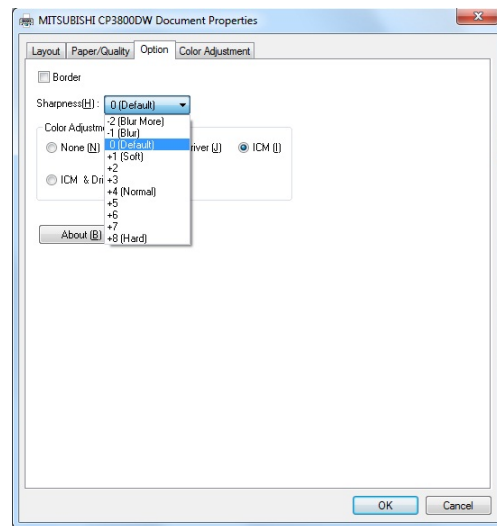 MITSUBISHI CP3800DW Document Properties
Layout Paper/Quality Option Color Adjustment
Border
Sharpness(H) : 0 (Default)
-2 (Blur More)
-1 (Blur)
0 (Default)
+1 (Soft)
+2
+3
+4 (Normal)
+5
+6
+7
+8 (Hard)
Color Adjustme
None (N) river (J) ICM (I)
ICM & Dri
About (B)
OK Cancel